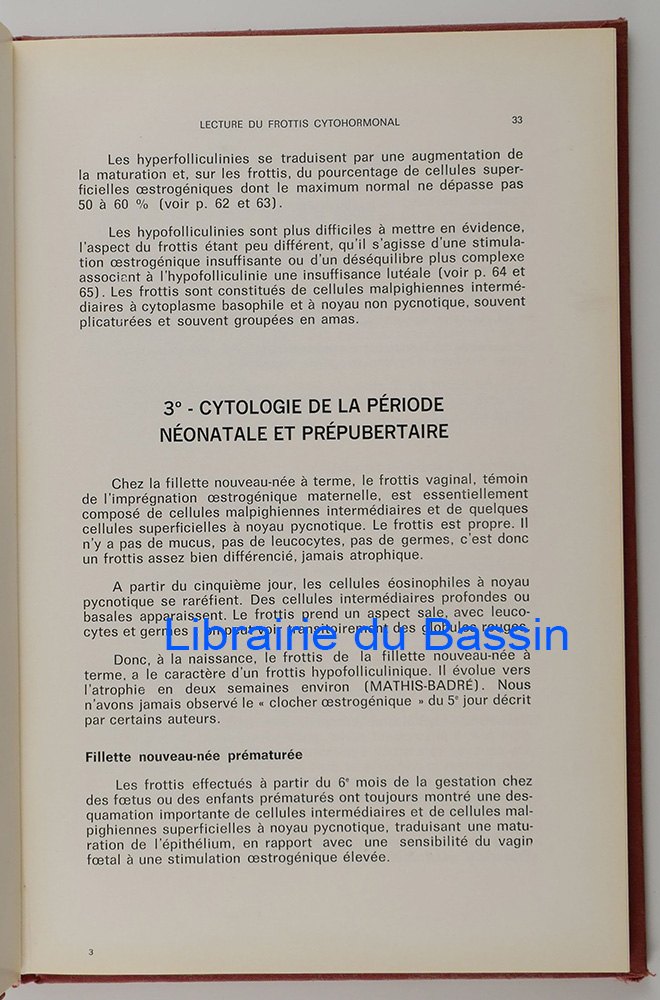 LECTURE DU FROTTIS CYTOHORMONAL 33
Les hyperfolliculinies se traduisent par une augmentation de
la maturation et, sur les frottis, du pourcentage de cellules super-
ficielles œstrogéniques dont le maximum normal ne dépasse pas
50 à 60 % (voir p. 62 et 63).
Les hypofolliculinies sont plus difficiles à mettre en évidence,
l'aspect du frottis étant peu différent, qu'il s'agisse d'une stimula-
tion œstrogénique insuffisante ou d'un déséquilibre plus complexe
associant à l'hypofolliculinie une insuffisance lutéale (voir p. 64 et
65). Les frottis sont constitués de cellules malpighiennes intermé-
diaires à cytoplasme basophile et à noyau non pycnotique, souvent
plicaturées et souvent groupées en amas.
3° - CYTOLOGIE DE LA PÉRIODE
NÉONATALE ET PRÉPUBERTAIRE
Chez la fillette nouveau-née à terme, le frottis vaginal, témoin
de l'imprégnation œstrogénique maternelle, est essentiellement
composé de cellules malpighiennes intermédiaires et de quelques
cellules superficielles à noyau pycnotique. Le frottis est propre. Il
n'y a pas de mucus, pas de leucocytes, pas de germes, c'est donc
un frottis assez bien différencié, jamais atrophique.
A partir du cinquième jour, les cellules éosinophiles à noyau
pycnotique se raréfient. Des cellules intermédiaires profondes ou
basales apparaissent. Le frottis prend un aspect sale, avec leuco-
cytes et germes ; on peut voir transitoirement des globules rouges.
Librairie du Bassin
Donc, à la naissance, le frottis de la fillette nouveau-née à
terme, a le caractère d'un frottis hypofolliculinique. Il évolue vers
l'atrophie en deux semaines environ (MATHIS-BADRÉ). Nous
n'avons jamais observé le « clocher œstrogénique » du 5e jour décrit
par certains auteurs.
Fillette nouveau-née prématurée
Les frottis effectués à partir du 6e mois de la gestation chez
des fœtus ou des enfants prématurés ont toujours montré une des-
quamation importante de cellules intermédiaires et de cellules mal-
pighiennes superficielles à noyau pycnotique, traduisant une matu-
ration de l'épithélium, en rapport avec une sensibilité du vagin
fœtal à une stimulation œstrogénique élevée.
3